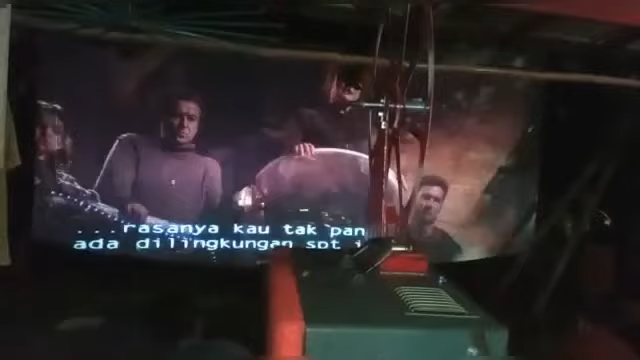 ...rasanya kau tak pan
ada dilingkungan spt i